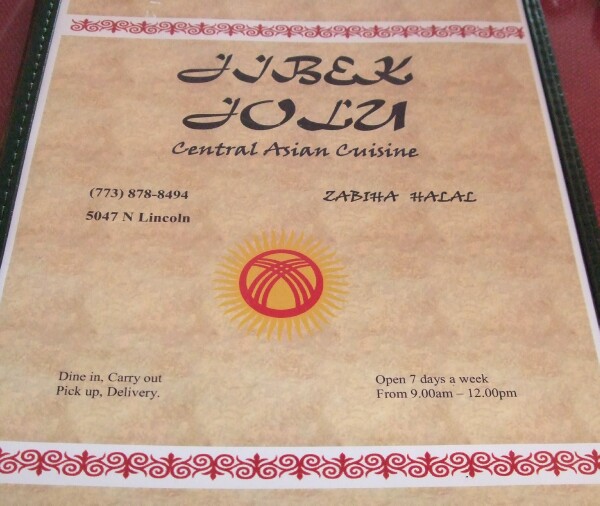 JIBEK
JOLU
Central Asian Cuisine
(773) 878-8494
5047 N Lincoln
ZABIHA HALAL
Dine in, Carry out
Pick up, Delivery.
Open 7 days a week
From 9.00am – 12.00pm